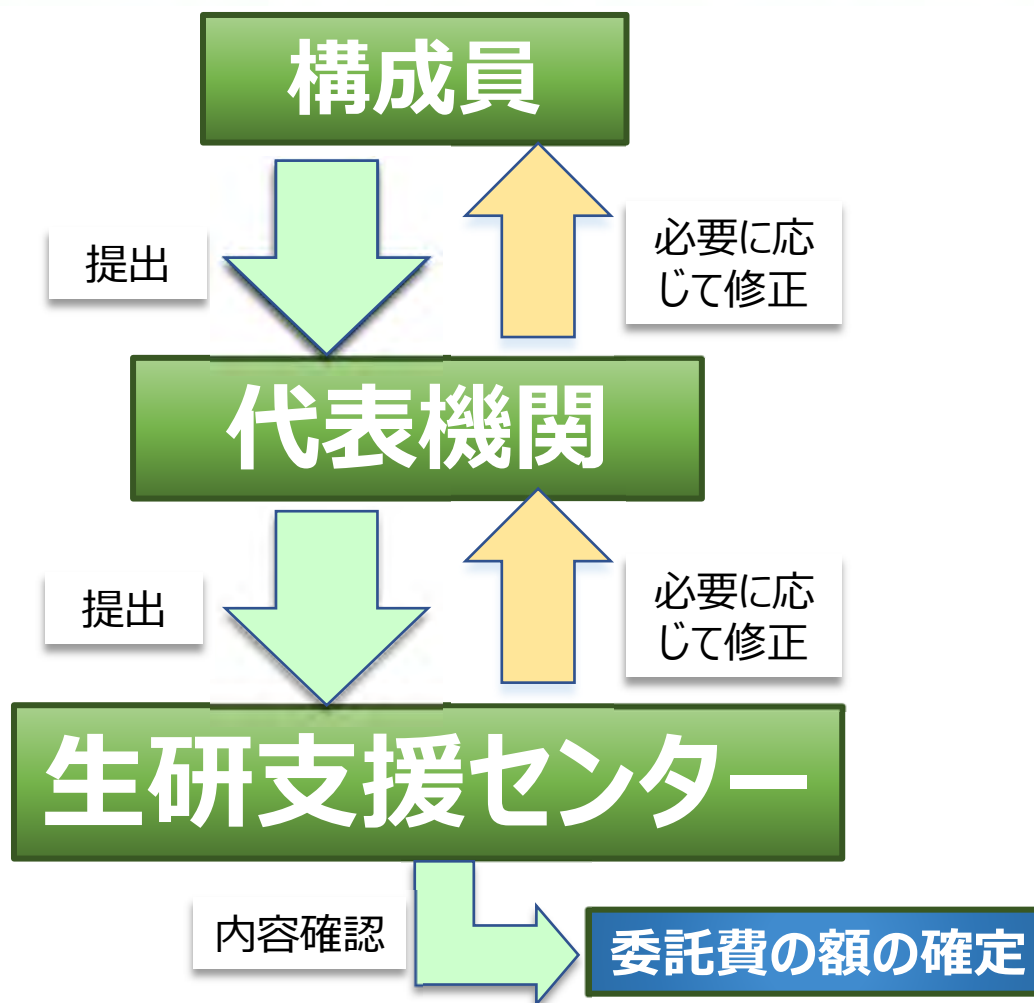 構成員
提出
必要に応
じて修正
代表機関
提出
必要に応
じて修正
生研支援センター
内容確認
委託費の額の確定